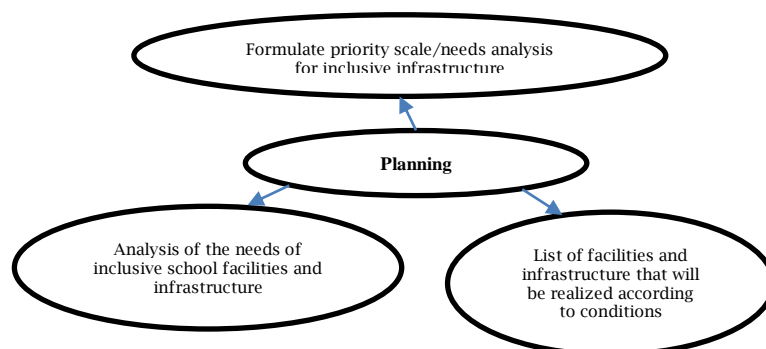 Formulate priority scale/needs analysis
for inclusive infrastructure
Planning
Analysis of the needs of
inclusive school facilities and
infrastructure
List of facilities and
infrastructure that will
be realized according
to conditions